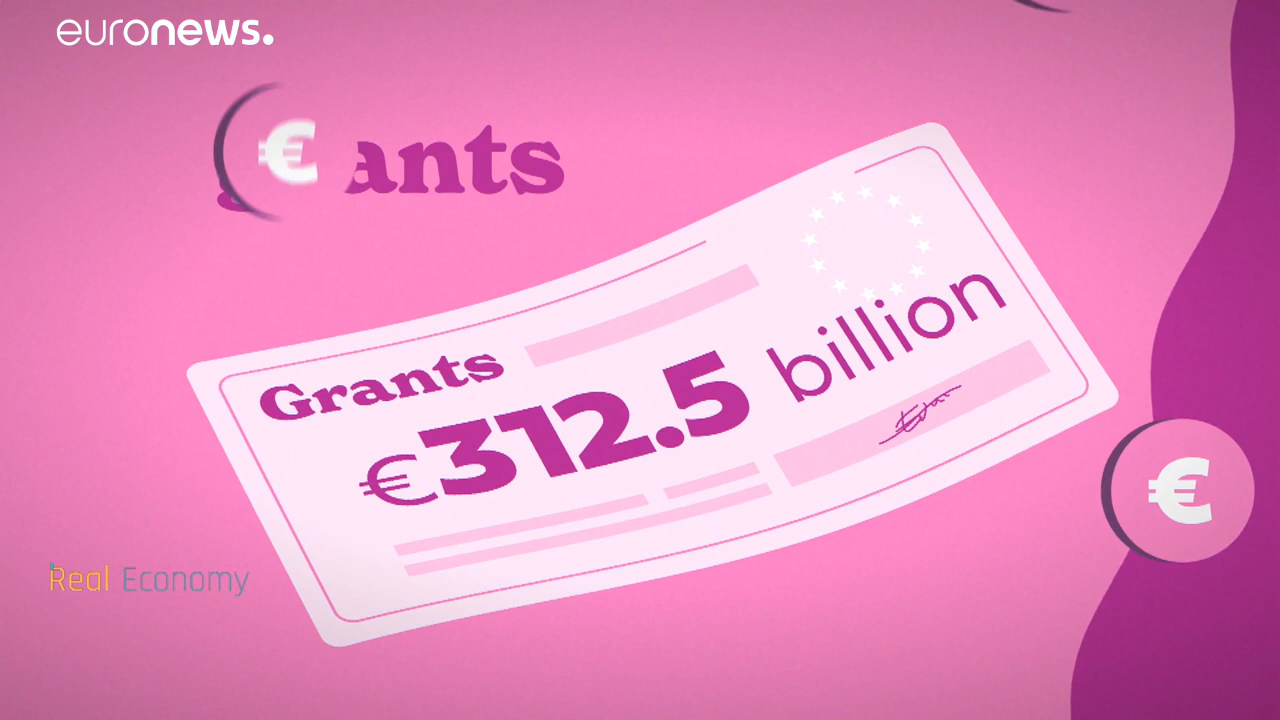 euronews.
€ ants
Grants
€312.5 billion
Real Economy
€